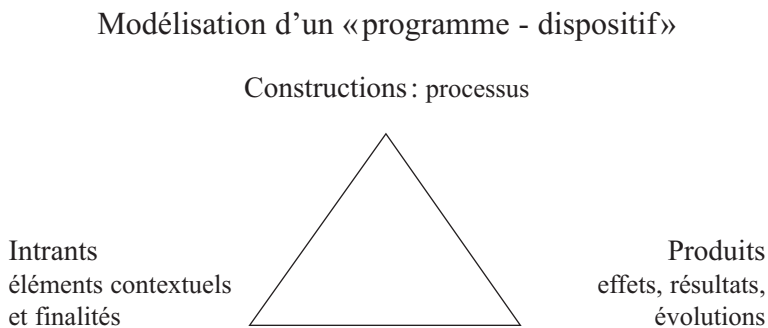 Modélisation d’un «programme - dispositif»
Constructions : processus
Intrants
éléments contextuels
et finalités
Produits
effets, résultats,
évolutions